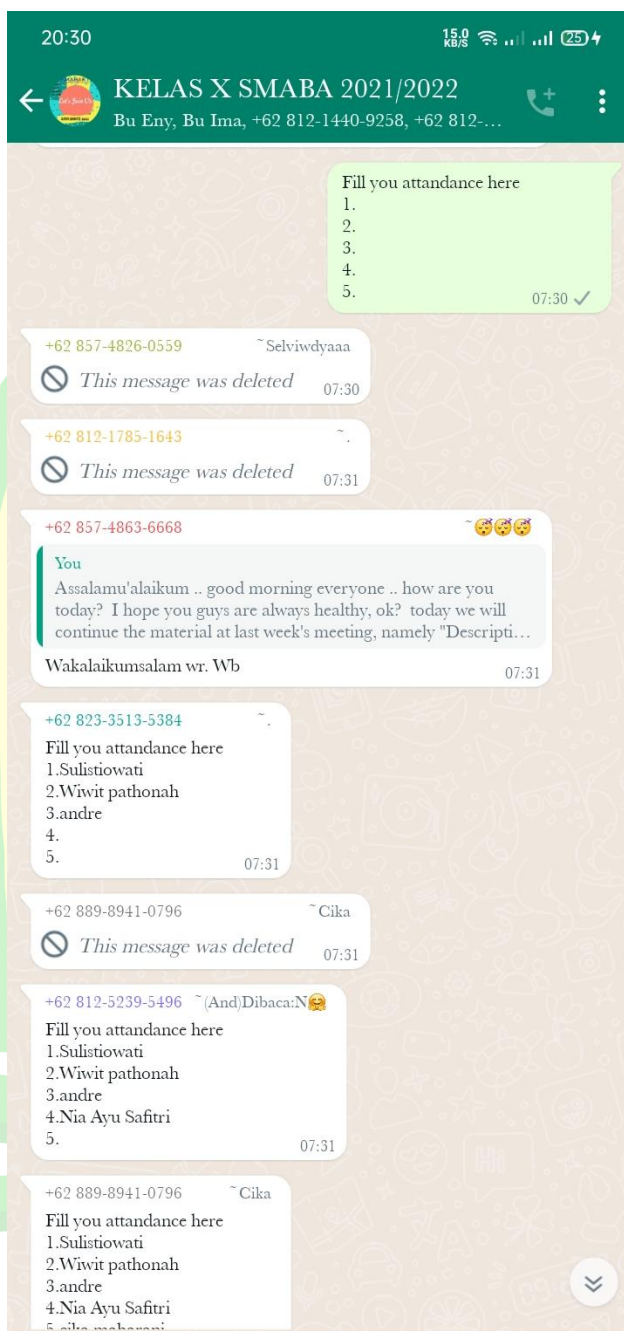 20:30
15.0 KB/S 25
KELAS X SMABA 2021/2022
Bu Eny, Bu Ima, +62 812-1440-9258, +62 812-...
Fill you attandance here
1.
2.
3.
4.
5.
07:30
+62 857-4826-0559 ~Selviwdyaaa
This message was deleted 07:30
+62 812-1785-1643 ~.
This message was deleted 07:31
+62 857-4863-6668 ~😴😴😴
You
Assalamu'alaikum .. good morning everyone .. how are you
today? I hope you guys are always healthy, ok? today we will
continue the material at last week's meeting, namely "Descripti...
Wakalaikumsalam wr. Wb 07:31
+62 823-3513-5384 ~.
Fill you attandance here
1.Sulistiowati
2.Wiwit pathonah
3.andre
4.
5. 07:31
+62 889-8941-0796 ~Cika
This message was deleted 07:31
+62 812-5239-5496 ~(And)Dibaca:N🤗
Fill you attandance here
1.Sulistiowati
2.Wiwit pathonah
3.andre
4.Nia Ayu Safitri
5. 07:31
+62 889-8941-0796 ~Cika
Fill you attandance here
1.Sulistiowati
2.Wiwit pathonah
3.andre
4.Nia Ayu Safitri
5.cika maharani